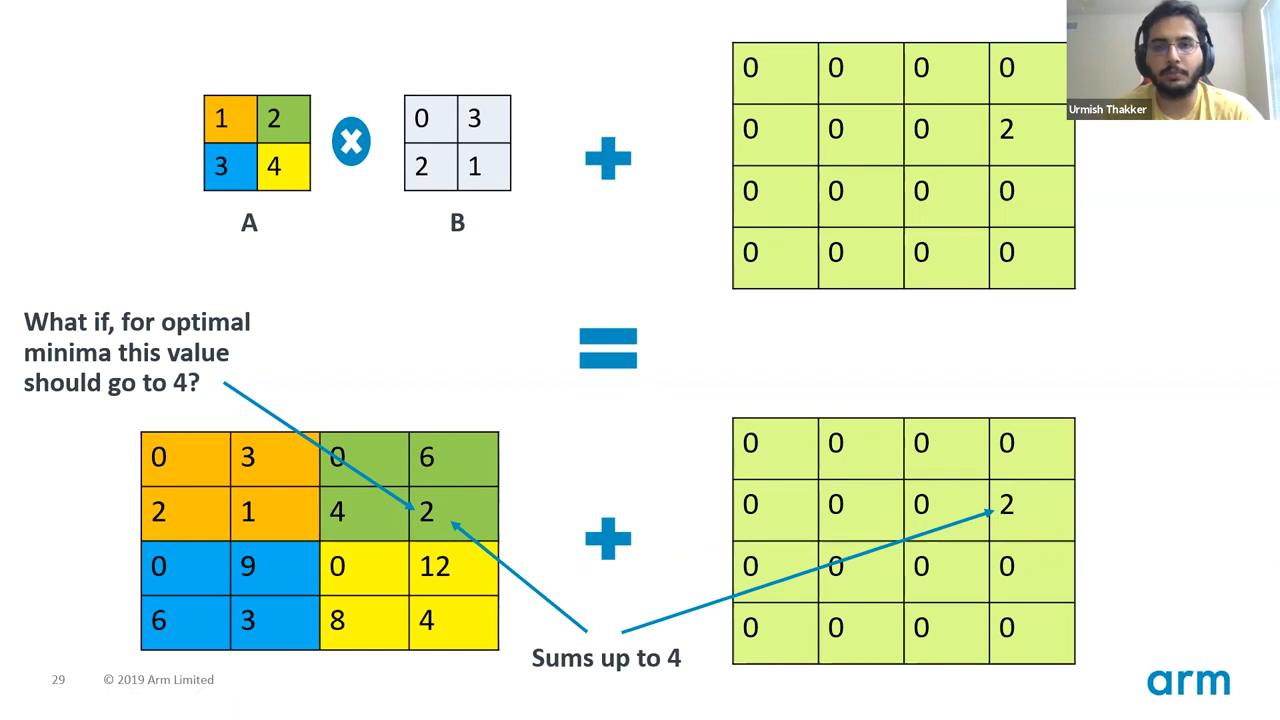 1 2
3 4
A
0 3
2 1
B
0 0 0 0
0 0 0 2
0 0 0 0
0 0 0 0
Urmish Thakker
What if, for optimal
minima this value
should go to 4?
0 3 0 6
2 1 4 2
0 9 0 12
6 3 8 4
0 0 0 0
0 0 0 2
0 0 0 0
0 0 0 0
Sums up to 4
29 © 2019 Arm Limited
arm